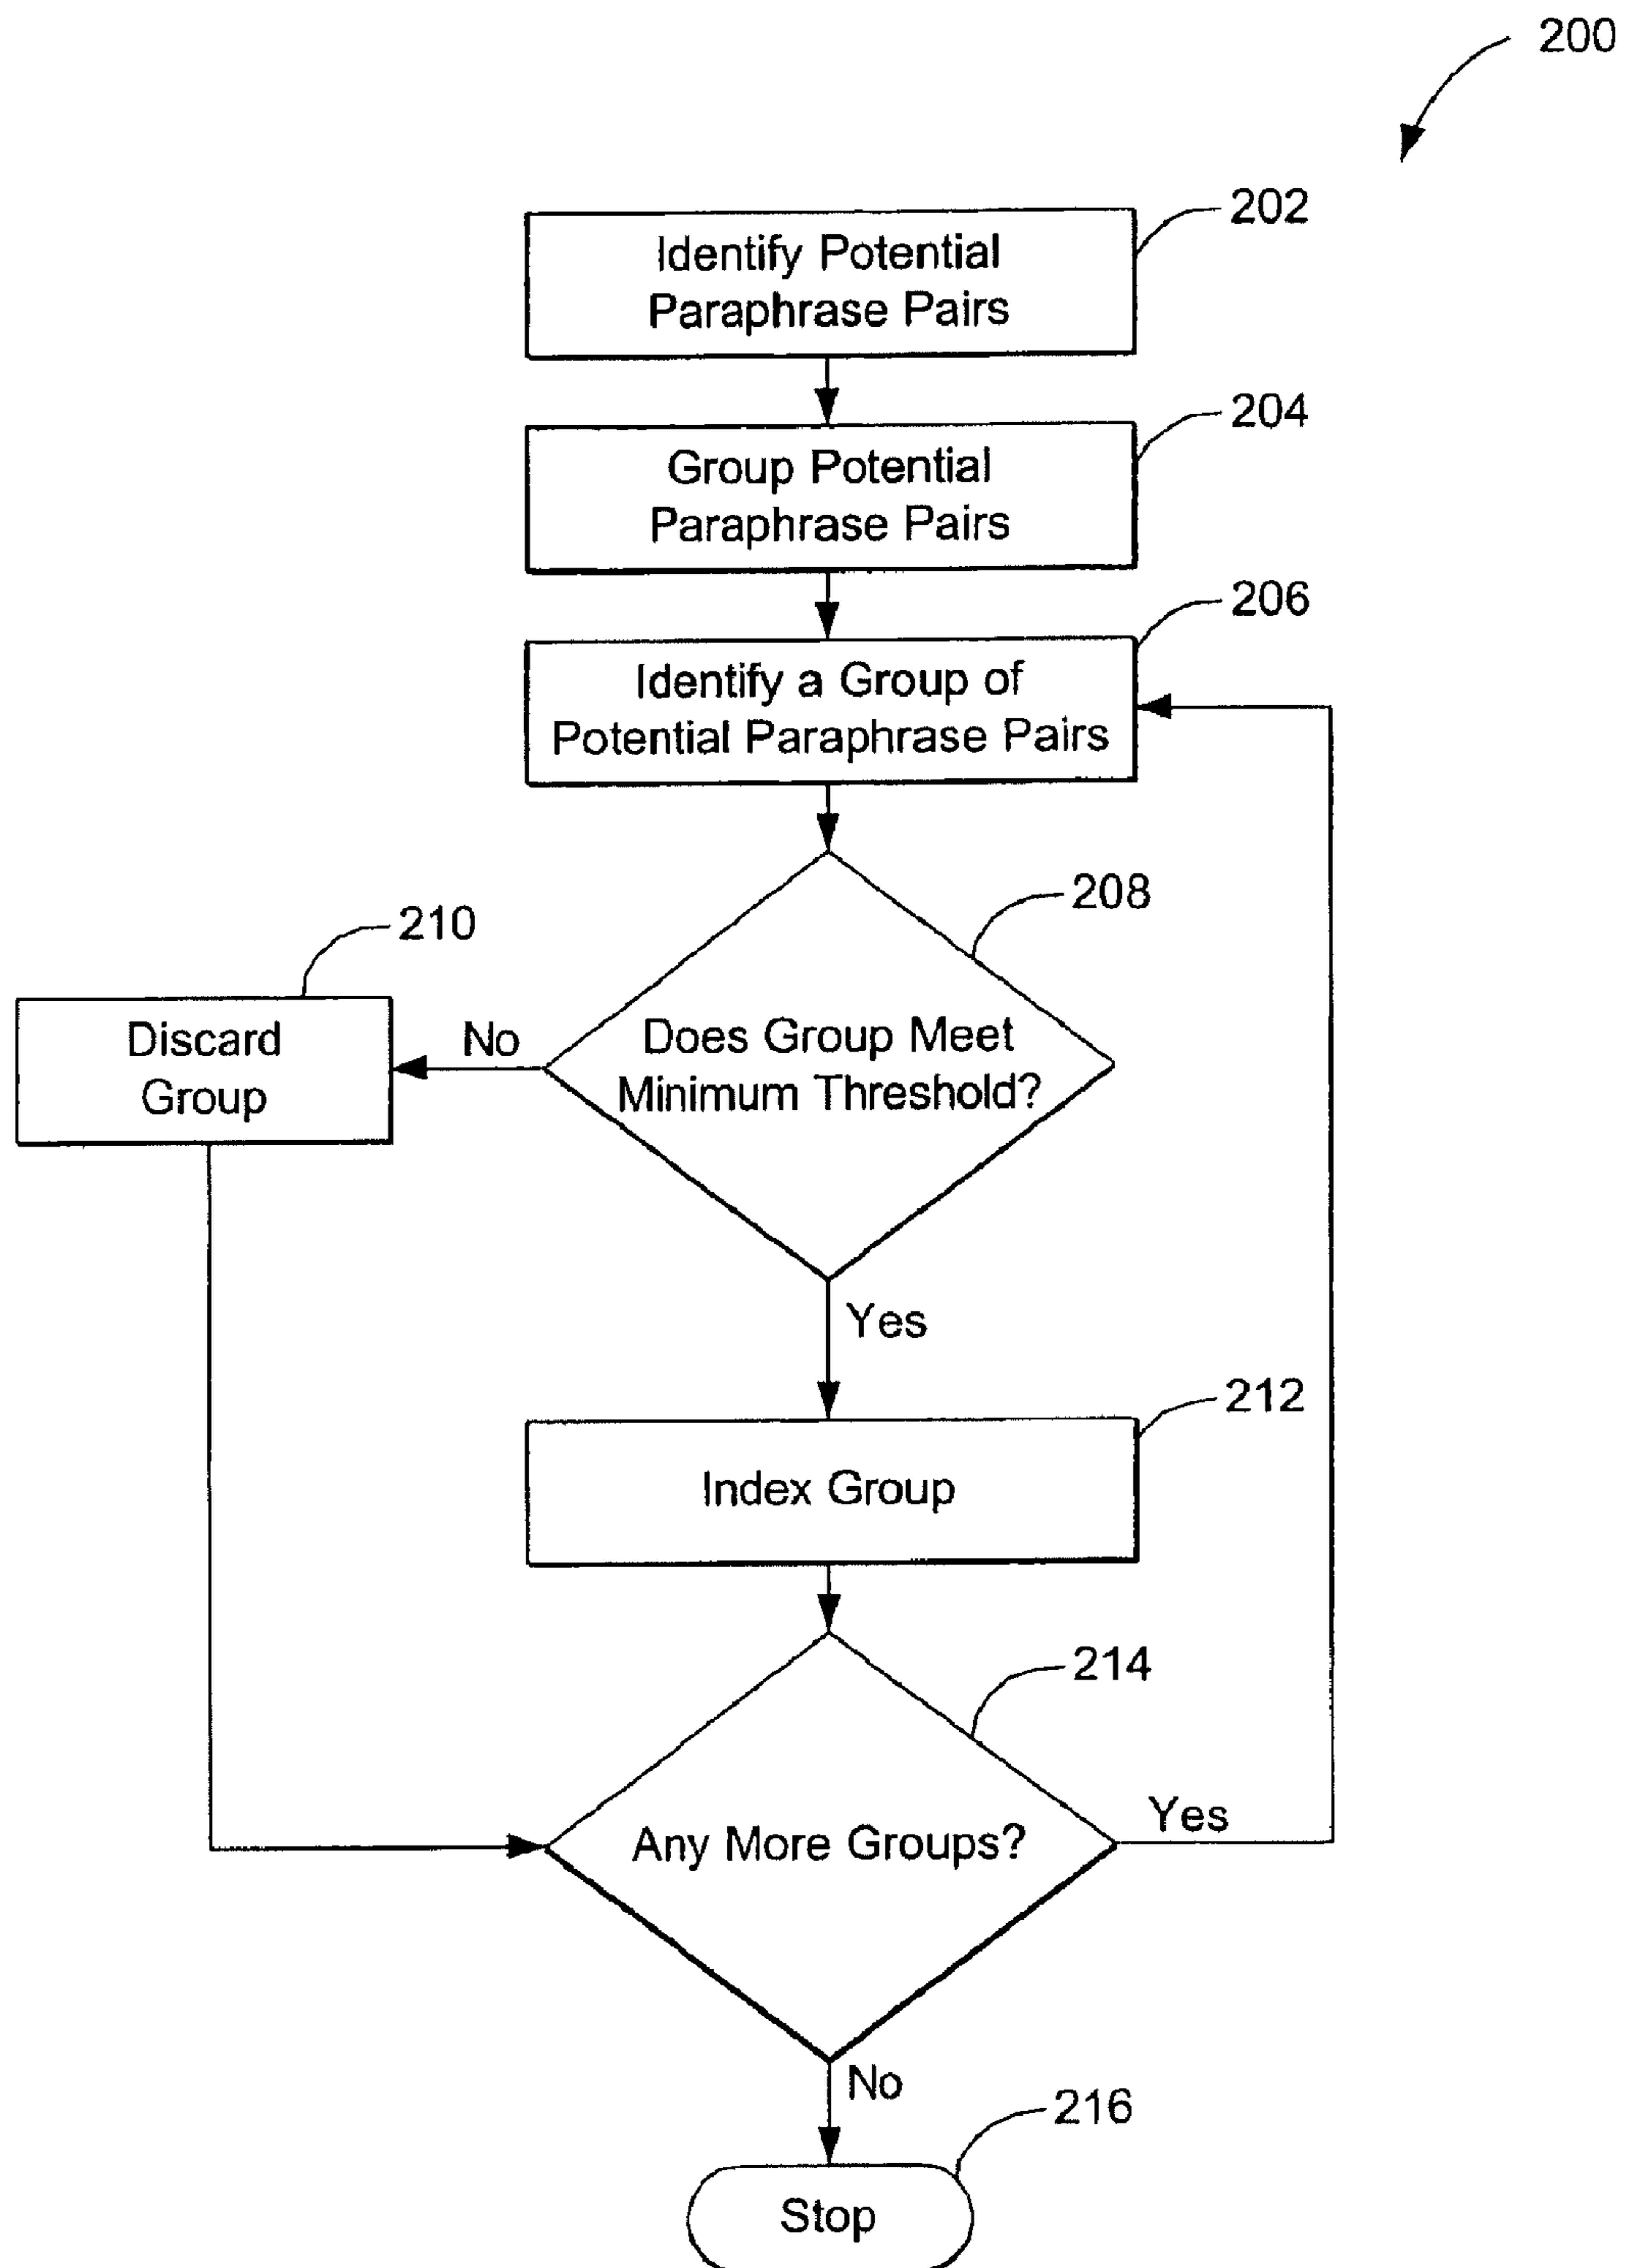 200
202
Identify Potential
Paraphrase Pairs
204
Group Potential
Paraphrase Pairs
206
Identify a Group of
Potential Paraphrase Pairs
208
210
Discard
Group
No
Does Group Meet
Minimum Threshold?
Yes
212
Index Group
214
Any More Groups?
Yes
No
216
Stop